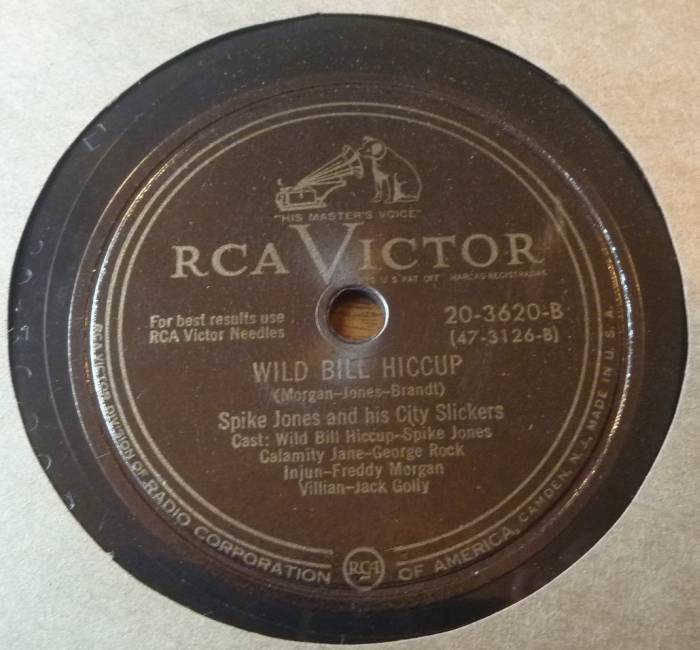 "HIS MASTER'S VOICE"
RCA VICTOR
U S PAT OFF MARCAS REGISTRADAS
For best results use
RCA Victor Needles
20-3620-B
(47-3126-B)
WILD BILL HICCUP
(Morgan-Jones-Brandt)
Spike Jones and his City Slickers
Cast: Wild Bill Hiccup-Spike Jones
Calamity Jane-George Rock
Injun-Freddy Morgan
Villian-Jack Golly
RCA VICTOR DIVISION OF RADIO CORPORATION OF AMERICA, CAMDEN, N. J., MADE IN U. S. A.
RCA